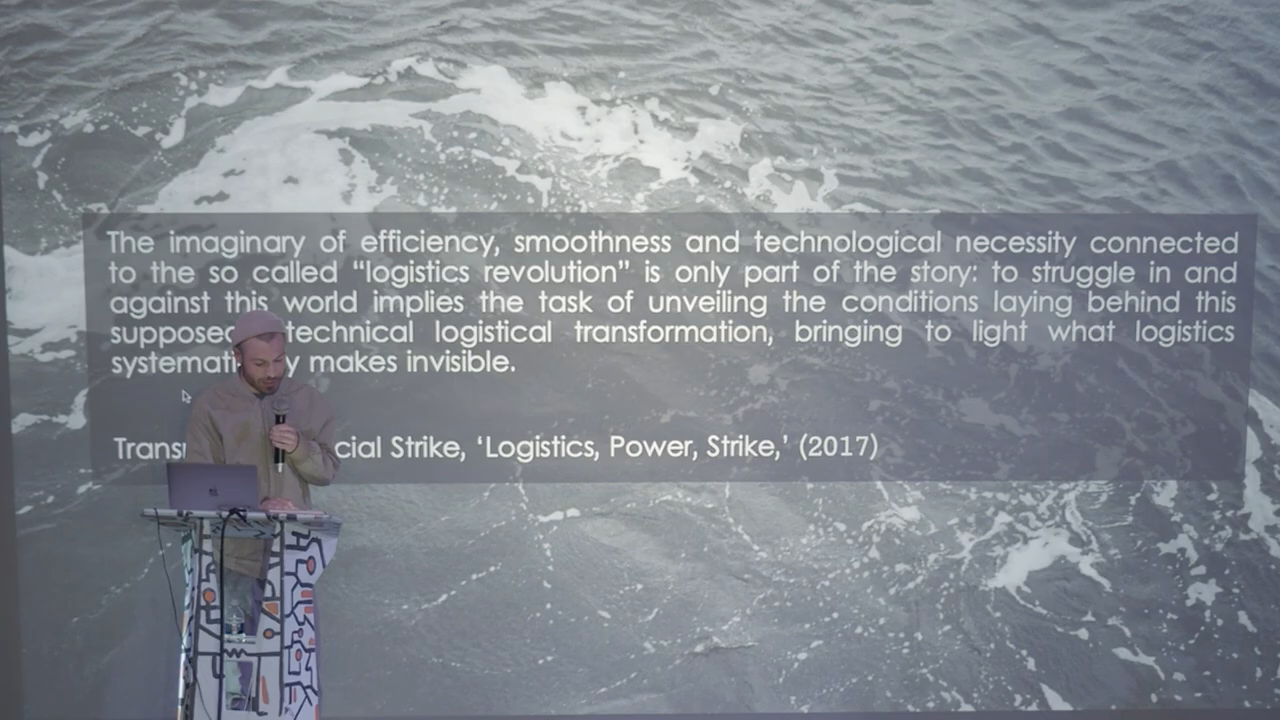 The imaginary of efficiency, smoothness and technological necessity connected
to the so called “logistics revolution” is only part of the story: to struggle in and
against this world implies the task of unveiling the conditions laying behind this
technical logistical transformation, bringing to light what logistics
makes invisible.
Strike, ‘Logistics, Power, Strike,’ (2017)